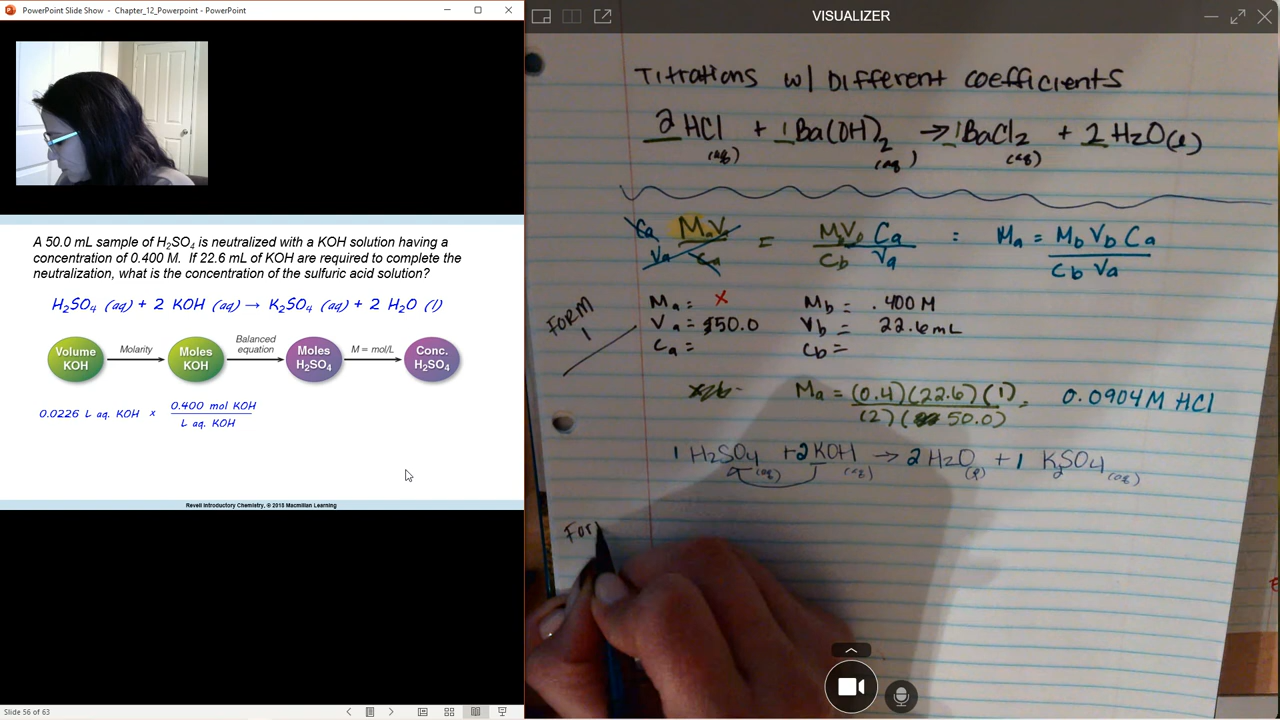 PowerPoint Slide Show - Chapter_12_Powerpoint - PowerPoint
A 50.0 mL sample of H₂SO₄ is neutralized with a KOH solution having a
concentration of 0.400 M. If 22.6 mL of KOH are required to complete the
neutralization, what is the concentration of the sulfuric acid solution?
H₂SO₄ (aq) + 2 KOH (aq) → K₂SO₄ (aq) + 2 H₂O (l)
Volume KOH Molarity Moles KOH Balanced equation Moles H₂SO₄ M = mol/L Conc. H₂SO₄
0.0226 L aq. KOH x 0.400 mol KOH
L aq. KOH
Revell Introductory Chemistry, © 2018 Macmillan Learning
Slide 56 of 63
VISUALIZER
Titrations w/ Different coefficients
2 HCl (aq) + 1 Ba(OH)₂ (aq) → 1 BaCl₂ (aq) + 2 H₂O(l)
Ca MaVa = MbVb Ca : Ma = Mb Vb Ca
Va Ca Cb Va Cb Va
FORM 1
Ma = x Mb = .400 M
Va = 50.0 Vb = 22.6 mL
Ca = Cb =
Ma = (0.4)(22.6)(1) = 0.0904 M HCl
(2)(50.0)
1 H₂SO₄ (aq) + 2 KOH (aq) → 2 H₂O (l) + 1 K₂SO₄ (aq)
For